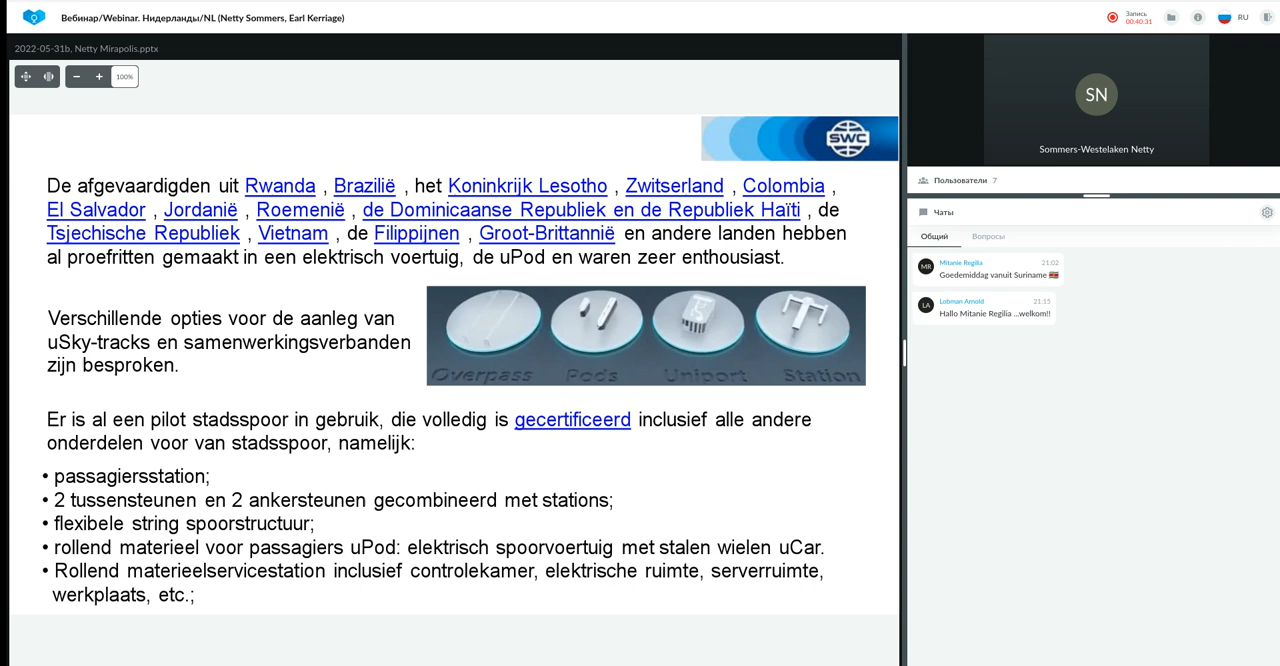 Вебинар/Webinar. Нидерланды/NL (Netty Sommers, Earl Kerriage)
Запись
00:40:31
RU
2022-05-31b, Netty Mirapolis.pptx
100%
SWC
De afgevaardigden uit Rwanda , Brazilië , het Koninkrijk Lesotho , Zwitserland , Colombia ,
El Salvador , Jordanië , Roemenië , de Dominicaanse Republiek en de Republiek Haïti , de
Tsjechische Republiek , Vietnam , de Filippijnen , Groot-Brittannië en andere landen hebben
al proefritten gemaakt in een elektrisch voertuig, de uPod en waren zeer enthousiast.
Verschillende opties voor de aanleg van
uSky-tracks en samenwerkingsverbanden
zijn besproken.
Overpass Pods Uniport Station
Er is al een pilot stadsspoor in gebruik, die volledig is gecertificeerd inclusief alle andere
onderdelen voor van stadsspoor, namelijk:
• passagiersstation;
• 2 tussensteunen en 2 ankersteunen gecombineerd met stations;
• flexibele string spoorstructuur;
• rollend materieel voor passagiers uPod: elektrisch spoorvoertuig met stalen wielen uCar.
• Rollend materieelservicestation inclusief controlekamer, elektrische ruimte, serverruimte,
werkplaats, etc.;
SN
Sommers-Westelaken Netty
Пользователи 7
Чаты
Общий Вопросы
MR
Mitanie Regilia 21:02
Goedemiddag vanuit Suriname 🇸🇷
LA
Lobman Arnold 21:15
Hallo Mitanie Regilia ...welkom!!